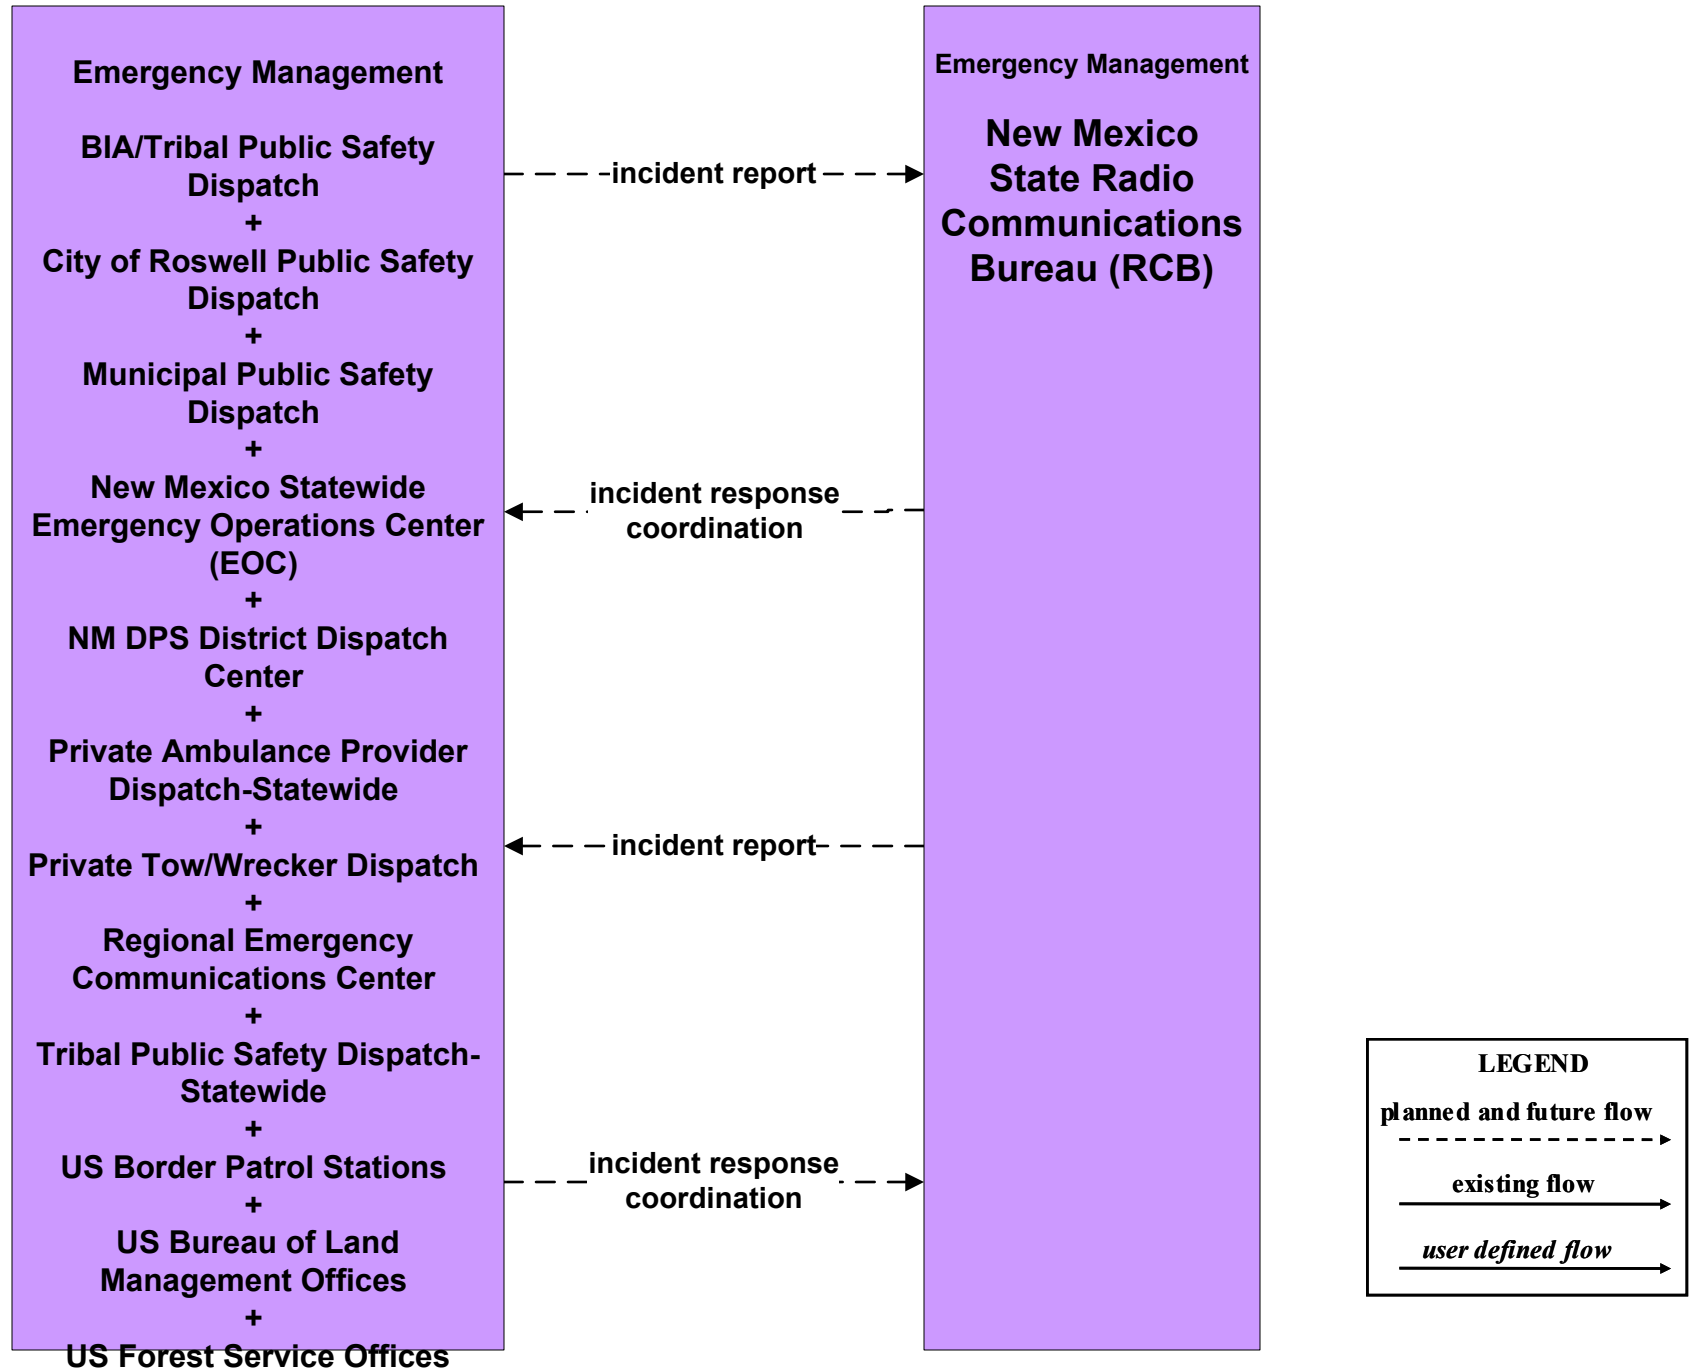 Emergency Management
BIA/Tribal Public Safety
Dispatch
+
City of Roswell Public Safety
Dispatch
+
Municipal Public Safety
Dispatch
+
New Mexico Statewide
Emergency Operations Center
(EOC)
+
NM DPS District Dispatch
Center
+
Private Ambulance Provider
Dispatch-Statewide
+
Private Tow/Wrecker Dispatch
+
Regional Emergency
Communications Center
+
Tribal Public Safety Dispatch-
Statewide
+
US Border Patrol Stations
+
US Bureau of Land
Management Offices
+
US Forest Service Offices
incident report
incident response
coordination
incident report
incident response
coordination
Emergency Management
New Mexico
State Radio
Communications
Bureau (RCB)
LEGEND
planned and future flow
existing flow
user defined flow